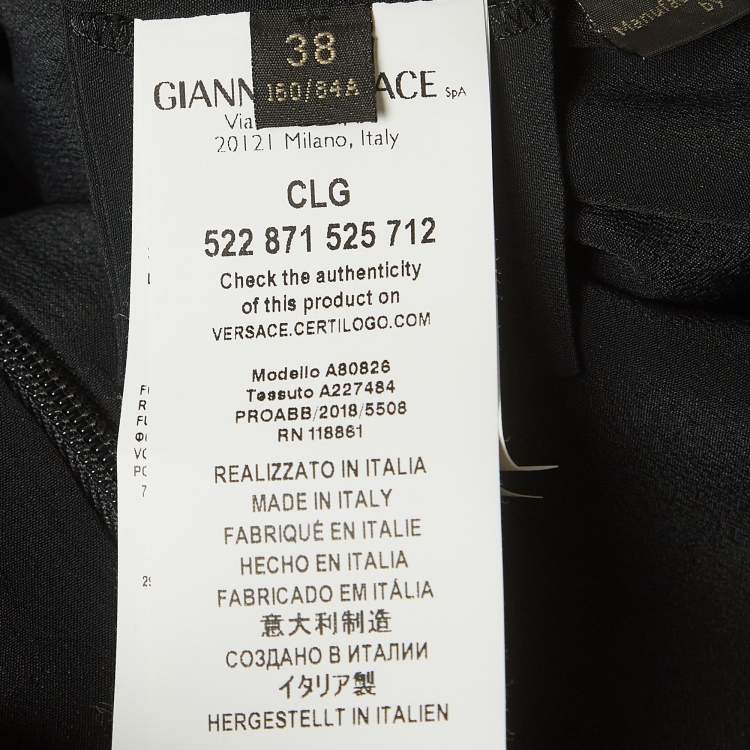 38
160/84A
GIANN ACE SpA
Via
20121 Milano, Italy
CLG
522 871 525 712
Check the authenticity
of this product on
VERSACE.CERTILOGO.COM
Modello A80826
Tessuto A227484
PROABB/2018/5508
RN 118861
REALIZZATO IN ITALIA
MADE IN ITALY
FABRIQUÉ EN ITALIE
HECHO EN ITALIA
FABRICADO EM ITÁLIA
意大利制造
СОЗДАНО В ИТАЛИИ
イタリア製
HERGESTELLT IN ITALIEN
Manufa
by